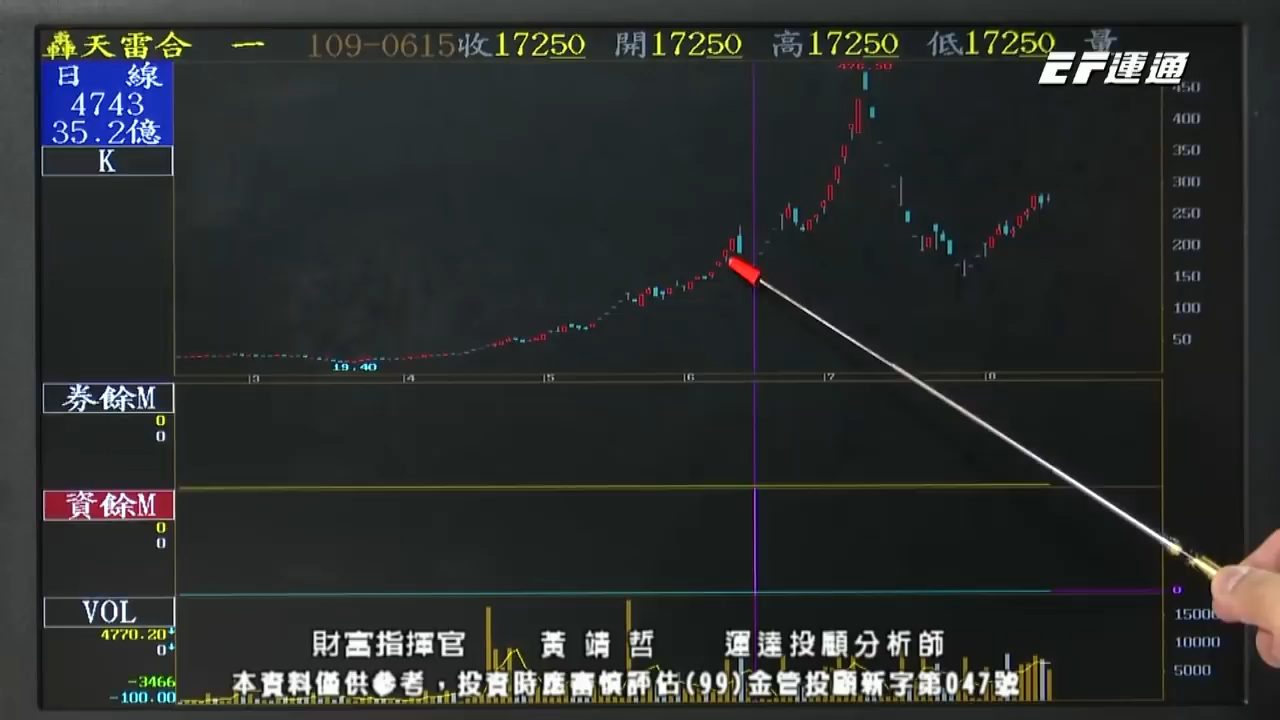 轟天雷合 一 109-0615 收17250 開17250 高17250 低17250 量
EF運通
日 線
4743
35.2億
K
476.50
450
400
350
300
250
200
150
100
50
19.40
3 4 5 6 7 8
券餘M
0
0
資餘M
0
0
0
VOL
4770.20
0
-3466
-100.00
15000
10000
5000
財富指揮官 黃靖哲 運達投顧分析師
本資料僅供參考，投資時應審慎評估(99)金管投顧新字第047號